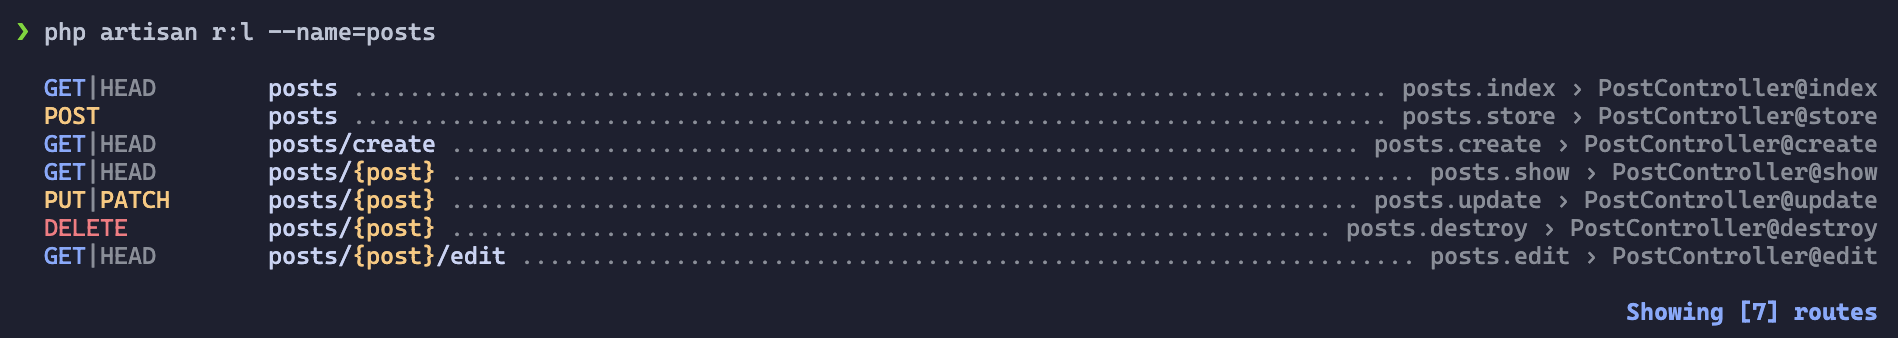 ❯ php artisan r:l --name=posts
GET|HEAD posts .......................................................................... posts.index › PostController@index
POST posts .......................................................................... posts.store › PostController@store
GET|HEAD posts/create ................................................................. posts.create › PostController@create
GET|HEAD posts/{post} ..................................................................... posts.show › PostController@show
PUT|PATCH posts/{post} ................................................................. posts.update › PostController@update
DELETE posts/{post} ............................................................... posts.destroy › PostController@destroy
GET|HEAD posts/{post}/edit ................................................................ posts.edit › PostController@edit
Showing [7] routes